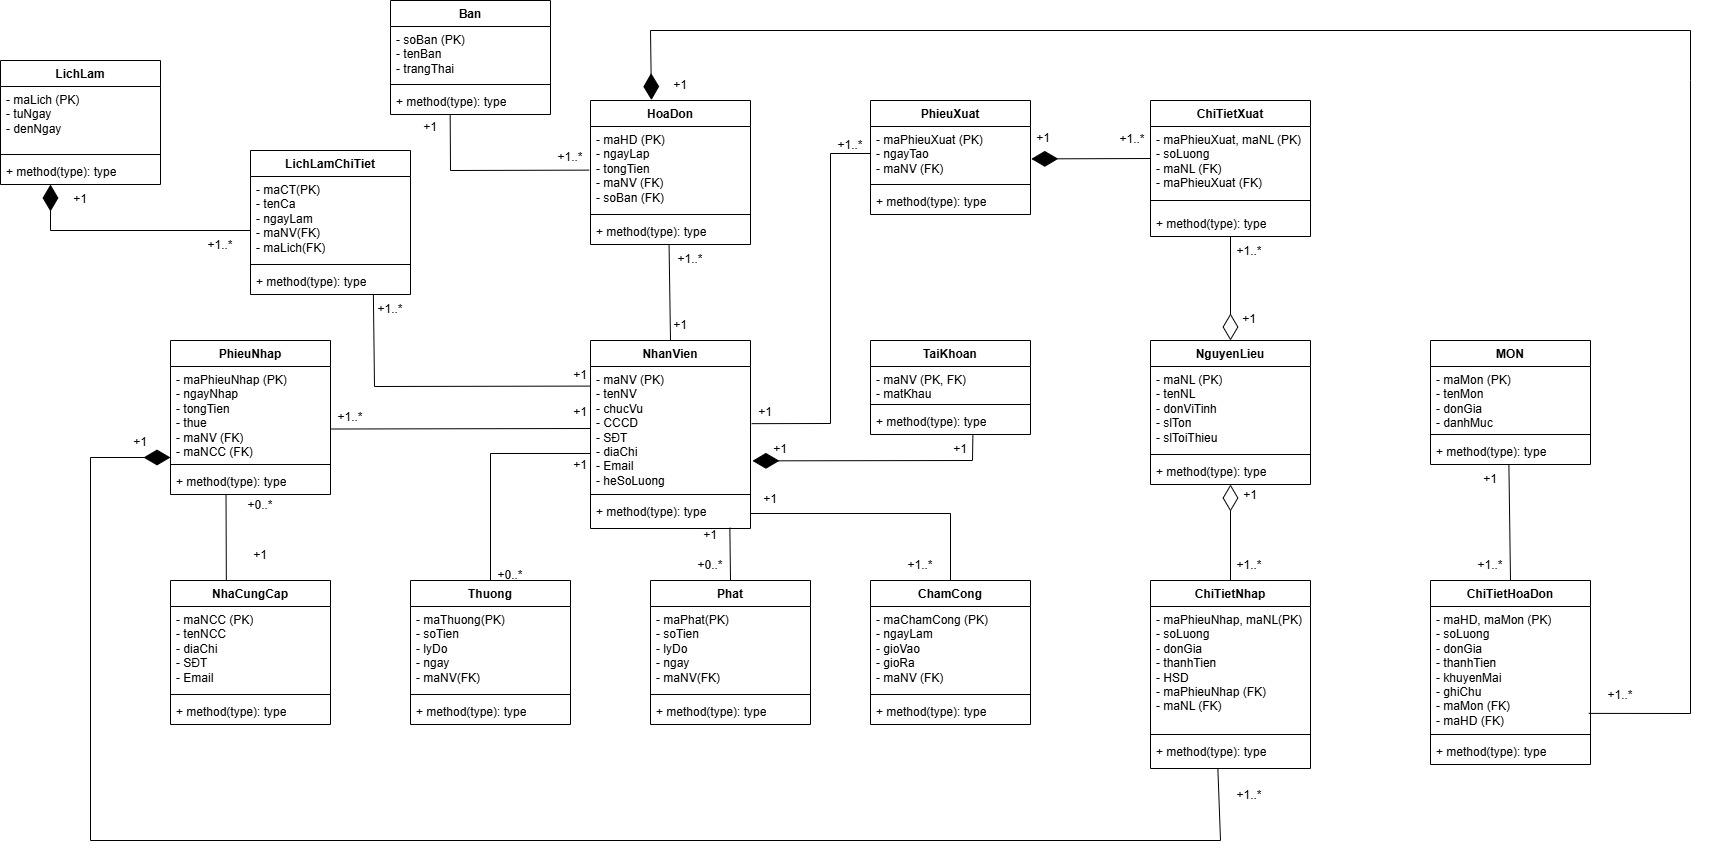 Ban
- soBan (PK)
- tenBan
- trangThai
+ method(type): type
+1
LichLam
- maLich (PK)
- tuNgay
- denNgay
+ method(type): type
+1
+1..*
LichLamChiTiet
- maCT(PK)
- tenCa
- ngayLam
- maNV(FK)
- maLich(FK)
+ method(type): type
+1..*
+1
+1
+1..*
HoaDon
- maHD (PK)
- ngayLap
- tongTien
- maNV (FK)
- soBan (FK)
+ method(type): type
+1..*
+1
PhieuXuat
- maPhieuXuat (PK)
- ngayTao
- maNV (FK)
+ method(type): type
+1..*
+1
+1..*
ChiTietXuat
- maPhieuXuat, maNL (PK)
- soLuong
- maNL (FK)
- maPhieuXuat (FK)
+ method(type): type
+1..*
+1
PhieuNhap
- maPhieuNhap (PK)
- ngayNhap
- tongTien
- thue
- maNV (FK)
- maNCC (FK)
+ method(type): type
+1
+1..*
+1
+0..*
+1
NhanVien
- maNV (PK)
- tenNV
- chucVu
- CCCD
- SĐT
- diaChi
- Email
- heSoLuong
+ method(type): type
+1
+1
+1
+1
+1
TaiKhoan
- maNV (PK, FK)
- matKhau
+ method(type): type
+1
NguyenLieu
- maNL (PK)
- tenNL
- donViTinh
- slTon
- slToiThieu
+ method(type): type
+1
+1..*
MON
- maMon (PK)
- tenMon
- donGia
- danhMuc
+ method(type): type
+1
+1..*
NhaCungCap
- maNCC (PK)
- tenNCC
- diaChi
- SĐT
- Email
+ method(type): type
+0..*
Thuong
- maThuong(PK)
- soTien
- lyDo
- ngay
- maNV(FK)
+ method(type): type
+0..*
Phat
- maPhat(PK)
- soTien
- lyDo
- ngay
- maNV(FK)
+ method(type): type
+1..*
ChamCong
- maChamCong (PK)
- ngayLam
- gioVao
- gioRa
- maNV (FK)
+ method(type): type
ChiTietNhap
- maPhieuNhap, maNL(PK)
- soLuong
- donGia
- thanhTien
- HSD
- maPhieuNhap (FK)
- maNL (FK)
+ method(type): type
+1..*
ChiTietHoaDon
- maHD, maMon (PK)
- soLuong
- donGia
- thanhTien
- khuyenMai
- ghiChu
- maMon (FK)
- maHD (FK)
+ method(type): type
+1..*